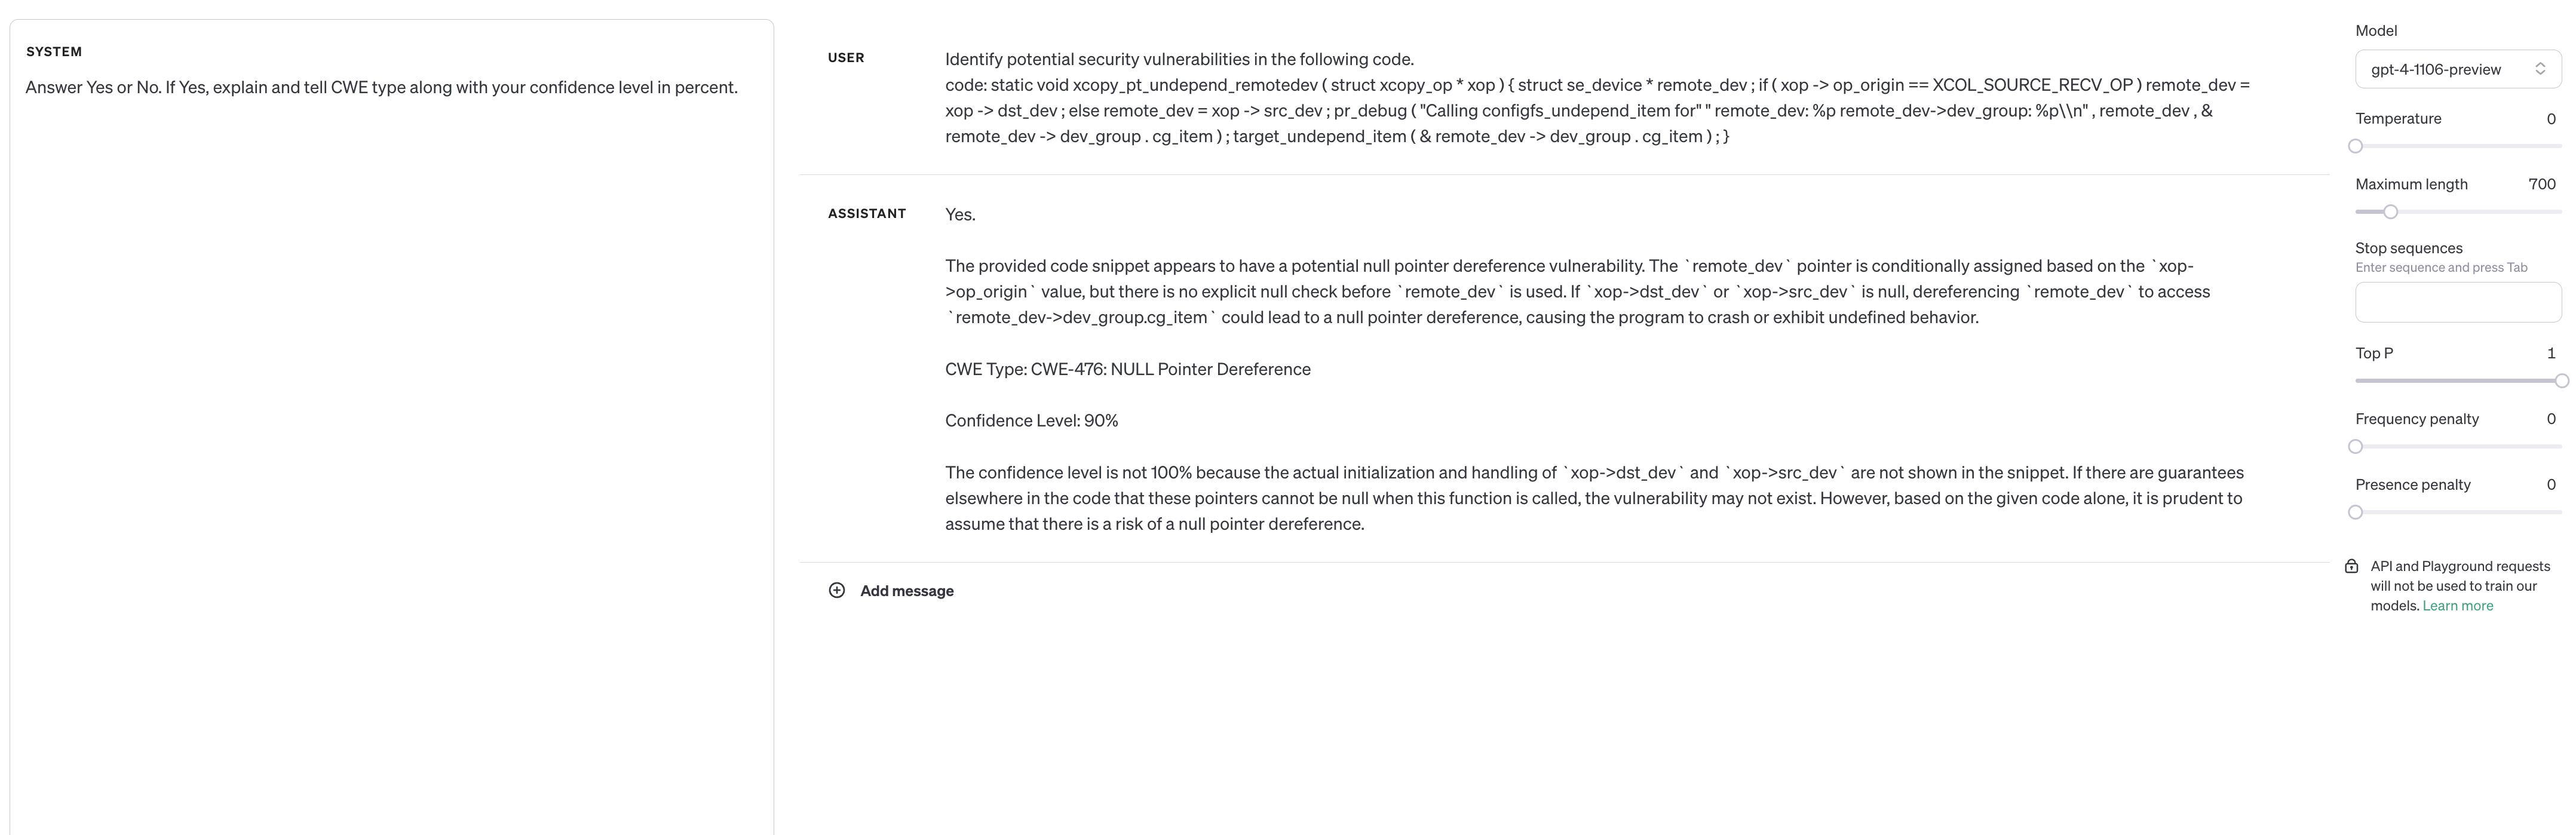 SYSTEM
Answer Yes or No. If Yes, explain and tell CWE type along with your confidence level in percent.
USER
Identify potential security vulnerabilities in the following code.
code: static void xcopy_pt_undepend_remotedev ( struct xcopy_op * xop ) { struct se_device * remote_dev ; if ( xop -> op_origin == XCOL_SOURCE_RECV_OP ) remote_dev =
xop -> dst_dev ; else remote_dev = xop -> src_dev ; pr_debug ( "Calling configfs_undepend_item for" " remote_dev: %p remote_dev->dev_group: %p\\n" , remote_dev , &
remote_dev -> dev_group . cg_item ) ; target_undepend_item ( & remote_dev -> dev_group . cg_item ) ; }
ASSISTANT
Yes.
The provided code snippet appears to have a potential null pointer dereference vulnerability. The `remote_dev` pointer is conditionally assigned based on the `xop-
>op_origin` value, but there is no explicit null check before `remote_dev` is used. If `xop->dst_dev` or `xop->src_dev` is null, dereferencing `remote_dev` to access
`remote_dev->dev_group.cg_item` could lead to a null pointer dereference, causing the program to crash or exhibit undefined behavior.
CWE Type: CWE-476: NULL Pointer Dereference
Confidence Level: 90%
The confidence level is not 100% because the actual initialization and handling of `xop->dst_dev` and `xop->src_dev` are not shown in the snippet. If there are guarantees
elsewhere in the code that these pointers cannot be null when this function is called, the vulnerability may not exist. However, based on the given code alone, it is prudent to
assume that there is a risk of a null pointer dereference.
Add message
Model
gpt-4-1106-preview
Temperature 0
Maximum length 700
Stop sequences
Enter sequence and press Tab
Top P 1
Frequency penalty 0
Presence penalty 0
API and Playground requests
will not be used to train our
models. Learn more